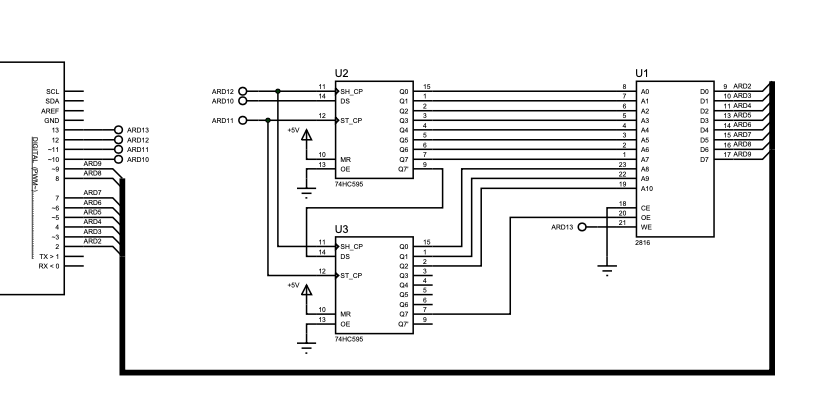 SCL
SDA
AREF
GND
13 ARD13
12 ARD12
~11 ARD11
~10 ARD10
~9 ARD9
8 ARD8
7 ARD7
~6 ARD6
~5 ARD5
4 ARD4
~3 ARD3
2 ARD2
TX > 1
RX < 0
DIGITAL (PWM~)
U2
ARD12 11 SH_CP Q0 15
ARD10 14 DS Q1 1
Q2 2
ARD11 12 ST_CP Q3 3
Q4 4
+5V Q5 5
Q6 6
10 MR Q7 7
13 OE Q7' 9
74HC595
U3
11 SH_CP Q0 15
14 DS Q1 1
Q2 2
12 ST_CP Q3 3
Q4 4
+5V Q5 5
Q6 6
10 MR Q7 7
13 OE Q7' 9
74HC595
U1
8 A0 D0 9 ARD2
7 A1 D1 10 ARD3
6 A2 D2 11 ARD4
5 A3 D3 13 ARD5
4 A4 D4 14 ARD6
3 A5 D5 15 ARD7
2 A6 D6 16 ARD8
1 A7 D7 17 ARD9
23 A8
22 A9
19 A10
18 CE
20 OE
ARD13 21 WE
2816